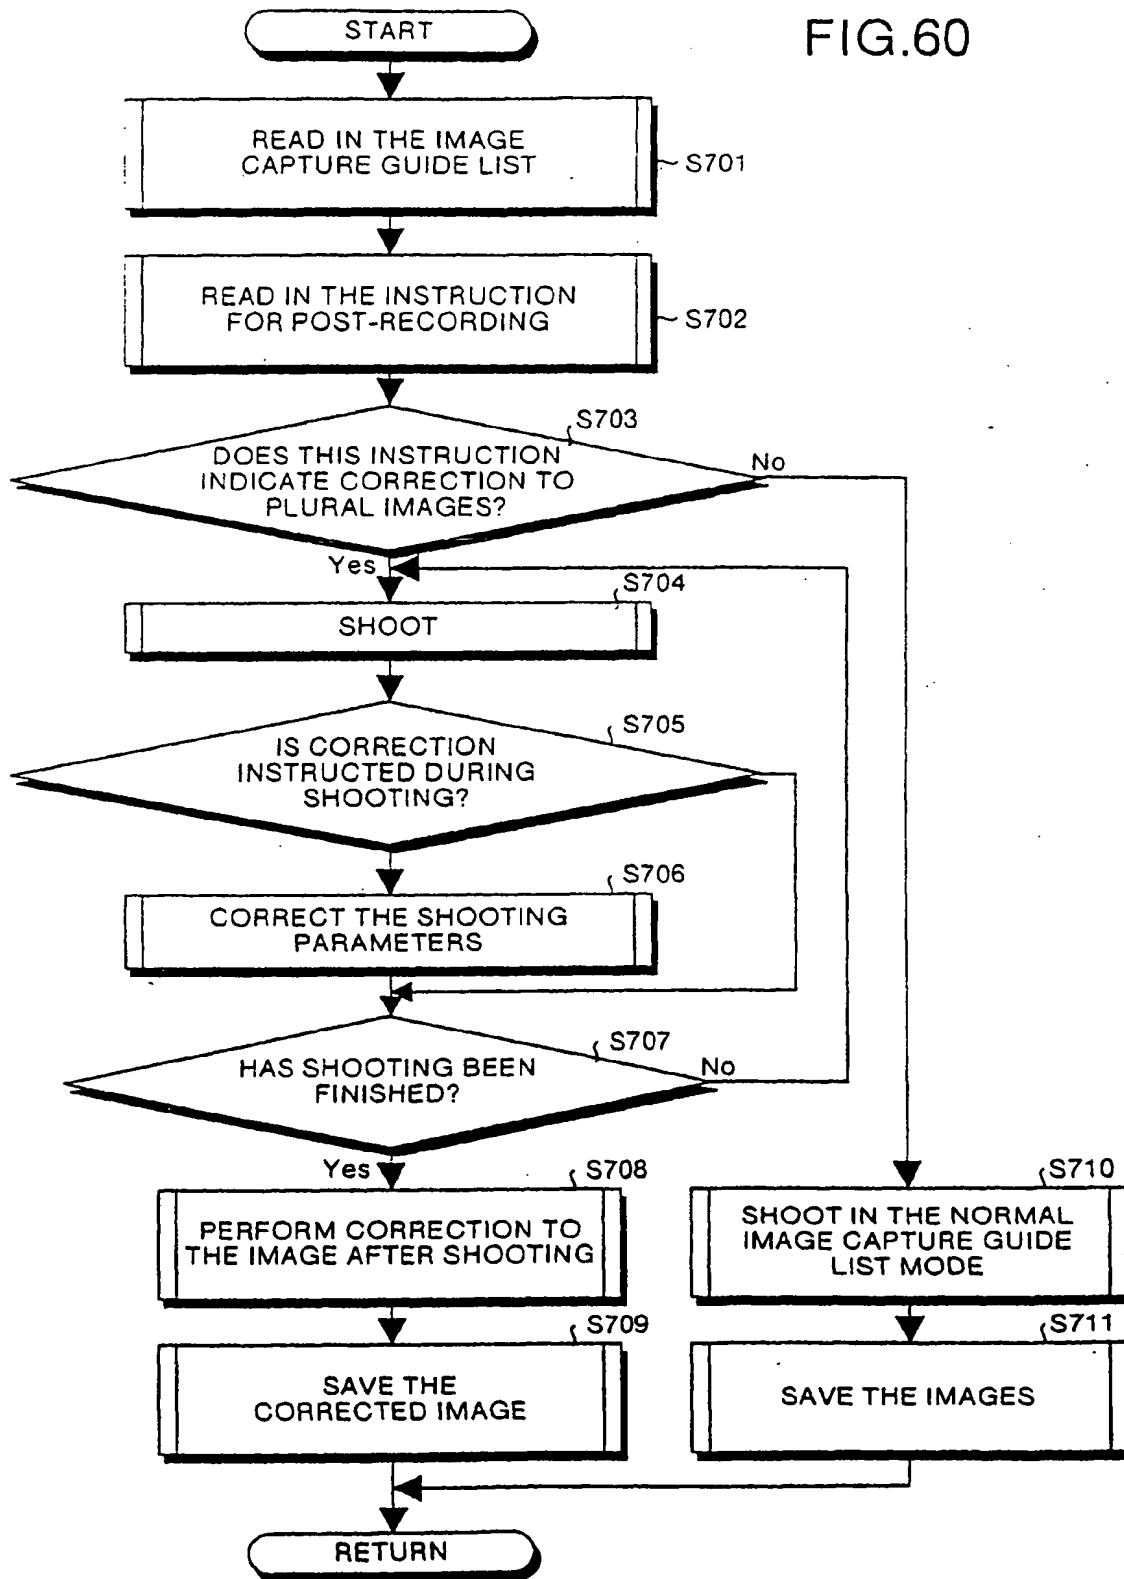 START
FIG.60
READ IN THE IMAGE
CAPTURE GUIDE LIST
S701
READ IN THE INSTRUCTION
FOR POST-RECORDING
S702
S703
DOES THIS INSTRUCTION
INDICATE CORRECTION TO
PLURAL IMAGES?
No
Yes
S704
SHOOT
S705
IS CORRECTION
INSTRUCTED DURING
SHOOTING?
S706
CORRECT THE SHOOTING
PARAMETERS
S707
HAS SHOOTING BEEN
FINISHED?
No
Yes
S708
PERFORM CORRECTION TO
THE IMAGE AFTER SHOOTING
S710
SHOOT IN THE NORMAL
IMAGE CAPTURE GUIDE
LIST MODE
S709
SAVE THE
CORRECTED IMAGE
S711
SAVE THE IMAGES
RETURN